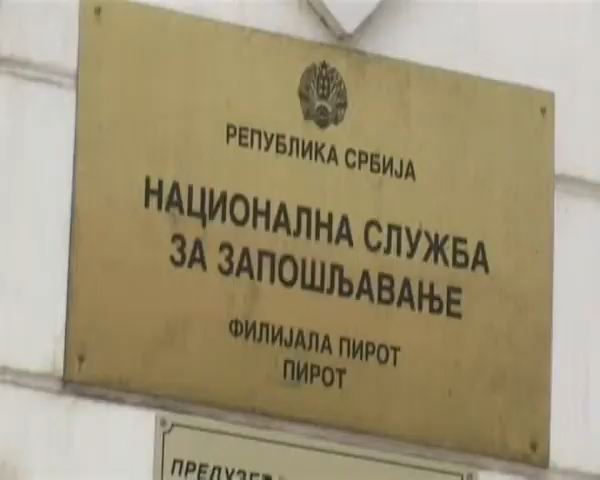 РЕПУБЛИКА СРБИЈА
НАЦИОНАЛНА СЛУЖБА
ЗА ЗАПОШЉАВАЊЕ
ФИЛИЈАЛА ПИРОТ
ПИРОТ